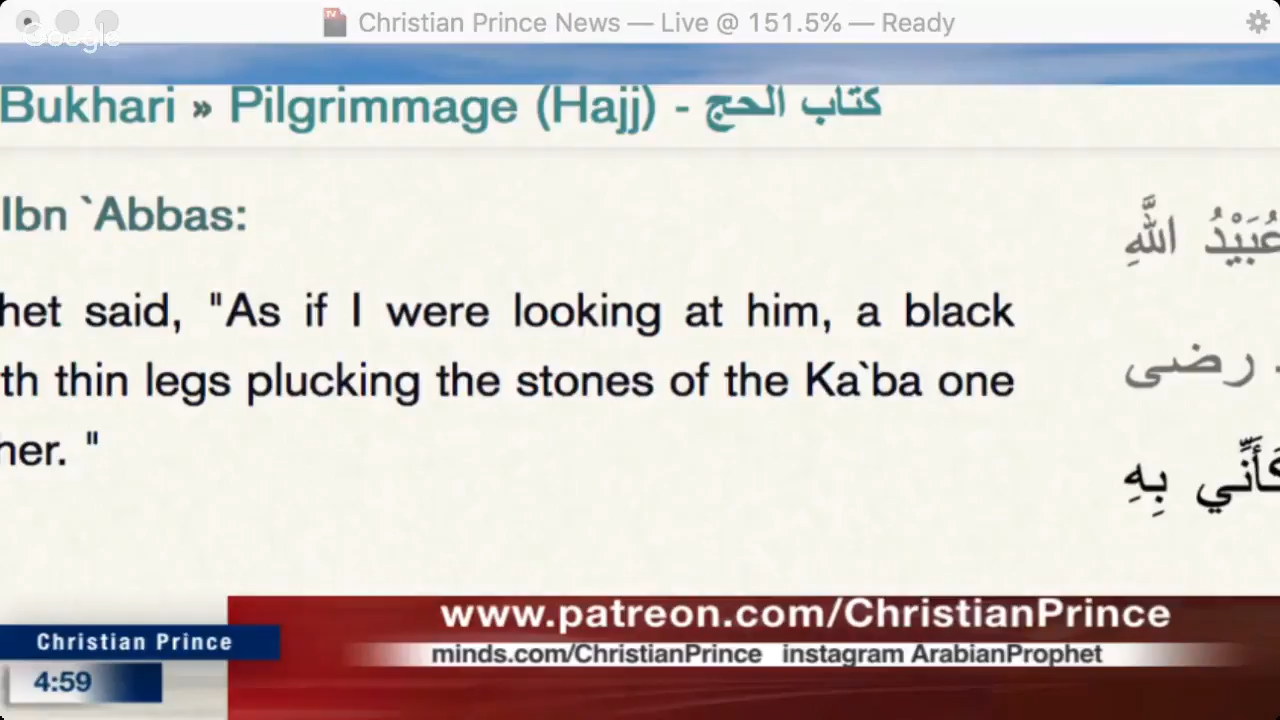 Christian Prince News — Live @ 151.5% — Ready
Google
Bukhari » Pilgrimmage (Hajj) - كتاب الحج
Ibn `Abbas:
عُبَيْدُ اللَّهِ
het said, "As if I were looking at him, a black
th thin legs plucking the stones of the Ka`ba one
رضى
her. "
كَأَنِّي بِهِ
www.patreon.com/ChristianPrince
Christian Prince
minds.com/ChristianPrince instagram ArabianProphet
4:59